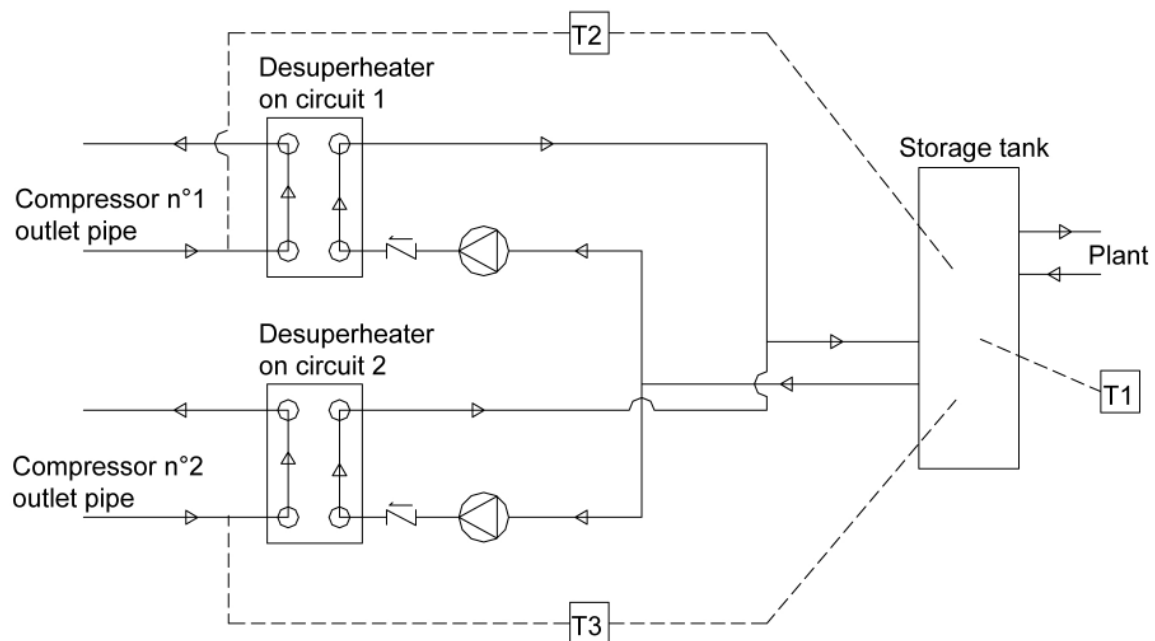 T2
Desuperheater
on circuit 1
Storage tank
Compressor n°1
outlet pipe
Plant
Desuperheater
on circuit 2
T1
Compressor n°2
outlet pipe
T3